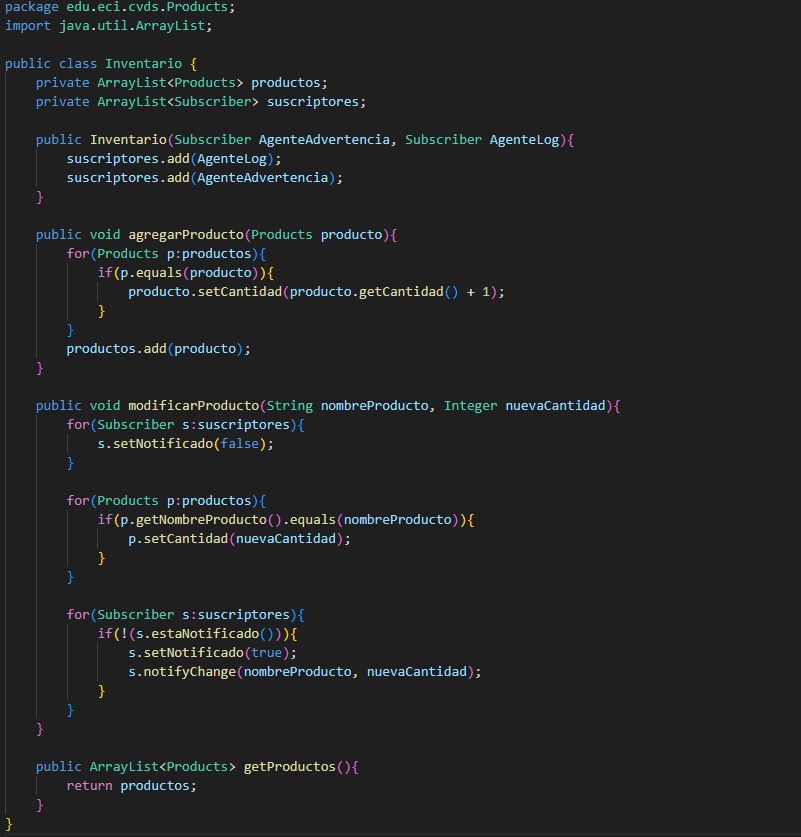 package edu.eci.cvds.Products;
import java.util.ArrayList;

public class Inventario {
    private ArrayList<Products> productos;
    private ArrayList<Subscriber> suscriptores;

    public Inventario(Subscriber AgenteAdvertencia, Subscriber AgenteLog){
        suscriptores.add(AgenteLog);
        suscriptores.add(AgenteAdvertencia);
    }

    public void agregarProducto(Products producto){
        for(Products p:productos){
            if(p.equals(producto)){
                producto.setCantidad(producto.getCantidad() + 1);
            }
        }
        productos.add(producto);
    }

    public void modificarProducto(String nombreProducto, Integer nuevaCantidad){
        for(Subscriber s:suscriptores){
            s.setNotificado(false);
        }

        for(Products p:productos){
            if(p.getNombreProducto().equals(nombreProducto)){
                p.setCantidad(nuevaCantidad);
            }
        }

        for(Subscriber s:suscriptores){
            if(!(s.estaNotificado())){
                s.setNotificado(true);
                s.notifyChange(nombreProducto, nuevaCantidad);
            }
        }
    }

    public ArrayList<Products> getProductos(){
        return productos;
    }
}